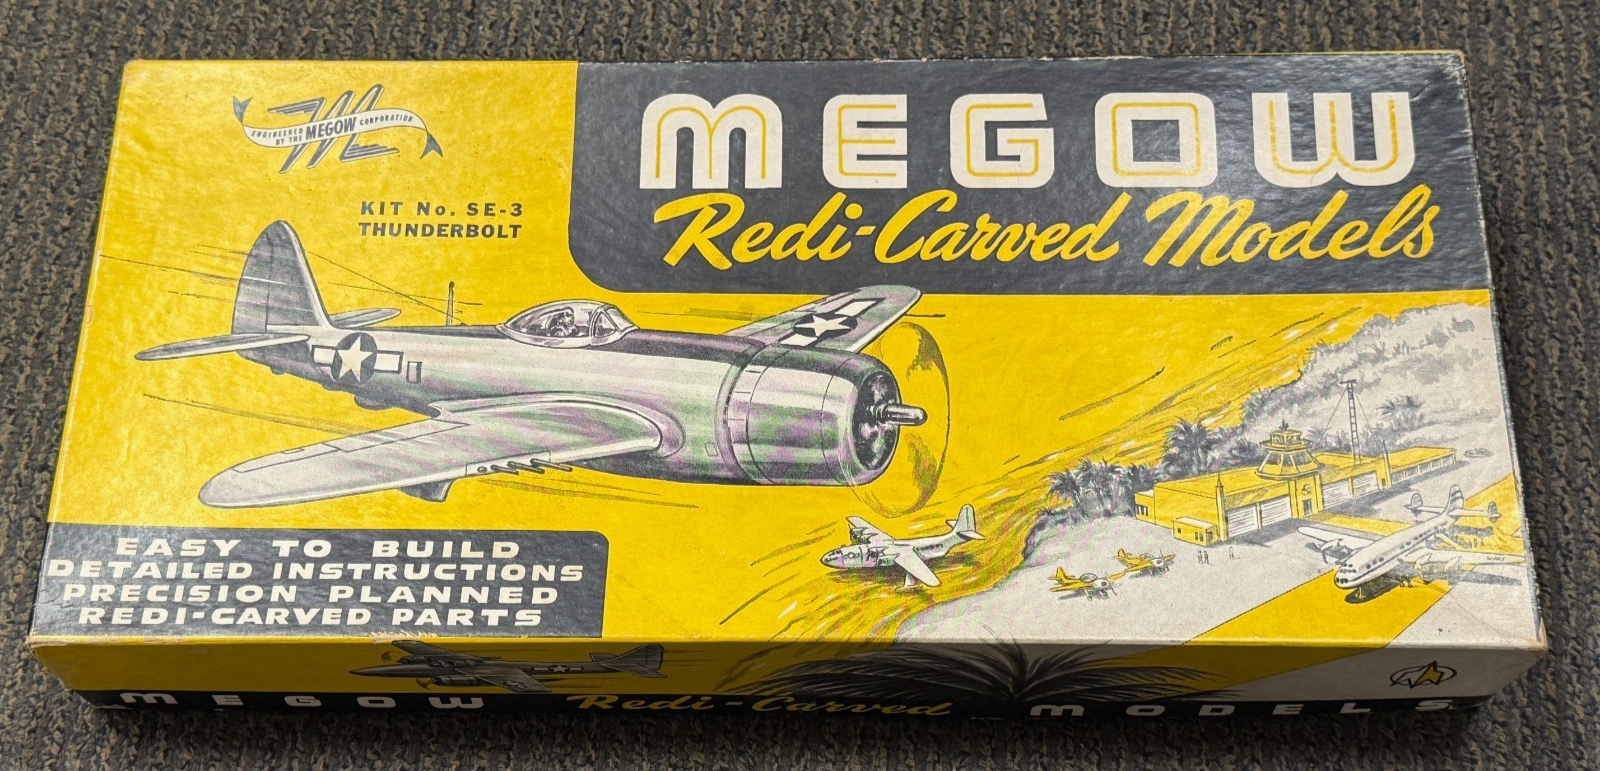 ENGINEERED BY THE MEGOW CORPORATION
KIT No. SE-3
THUNDERBOLT
MEGOW
Redi-Carved Models
EASY TO BUILD
DETAILED INSTRUCTIONS
PRECISION PLANNED
REDI-CARVED PARTS
MEGOW Redi-Carved MODELS